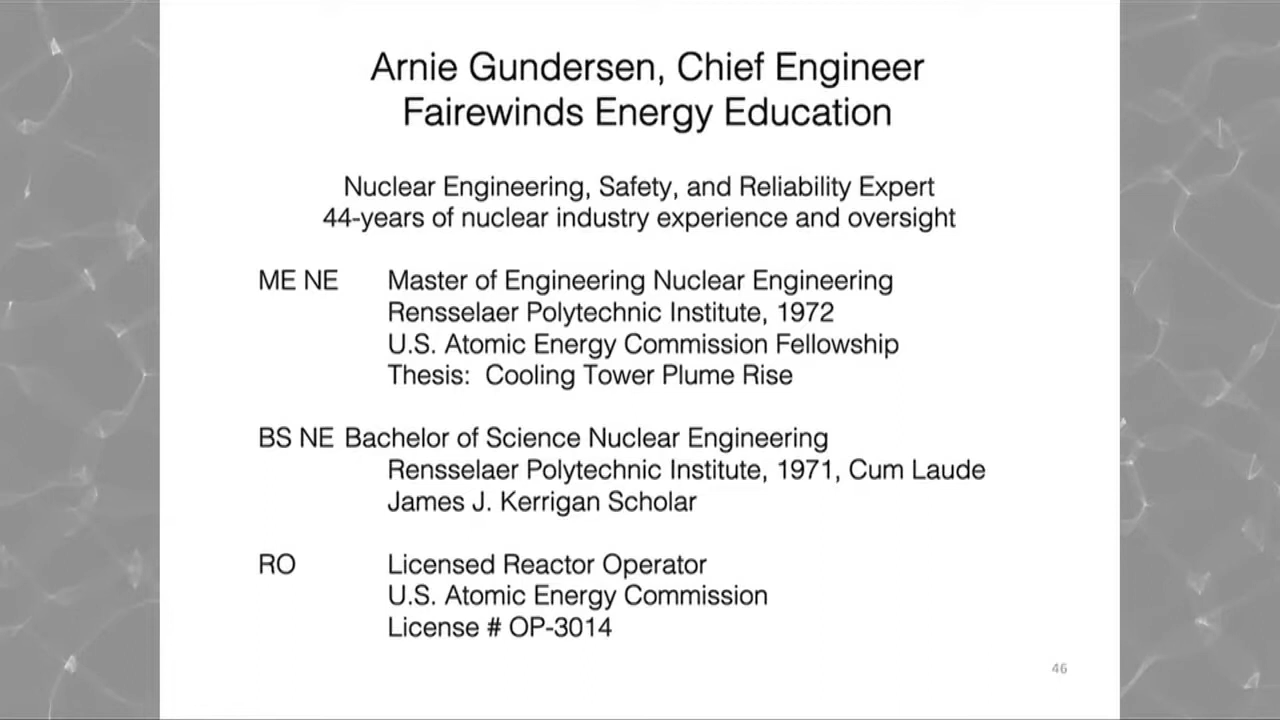 Arnie Gundersen, Chief Engineer
Fairewinds Energy Education
Nuclear Engineering, Safety, and Reliability Expert
44-years of nuclear industry experience and oversight
ME NE Master of Engineering Nuclear Engineering
Rensselaer Polytechnic Institute, 1972
U.S. Atomic Energy Commission Fellowship
Thesis: Cooling Tower Plume Rise
BS NE Bachelor of Science Nuclear Engineering
Rensselaer Polytechnic Institute, 1971, Cum Laude
James J. Kerrigan Scholar
RO Licensed Reactor Operator
U.S. Atomic Energy Commission
License # OP-3014
46